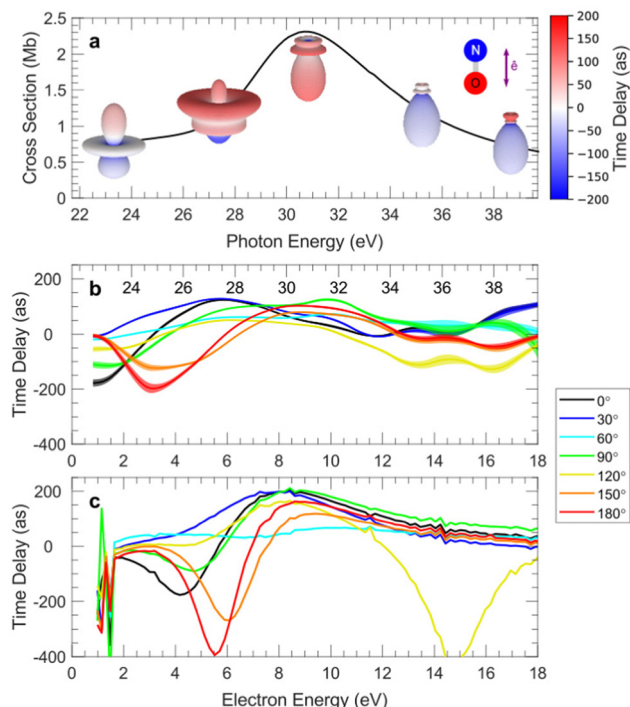 a
Cross Section (Mb)
2.5
2
1.5
1
0.5
0
22 24 26 28 30 32 34 36 38
Photon Energy (eV)
N
O
ê
200
150
100
50
0
−50
−100
−150
−200
Time Delay (as)
b
24 26 28 30 32 34 36 38
Time Delay (as)
200
0
-200
-400
0 2 4 6 8 10 12 14 16 18
c
Time Delay (as)
200
0
-200
-400
0 2 4 6 8 10 12 14 16 18
Electron Energy (eV)
0°
30°
60°
90°
120°
150°
180°